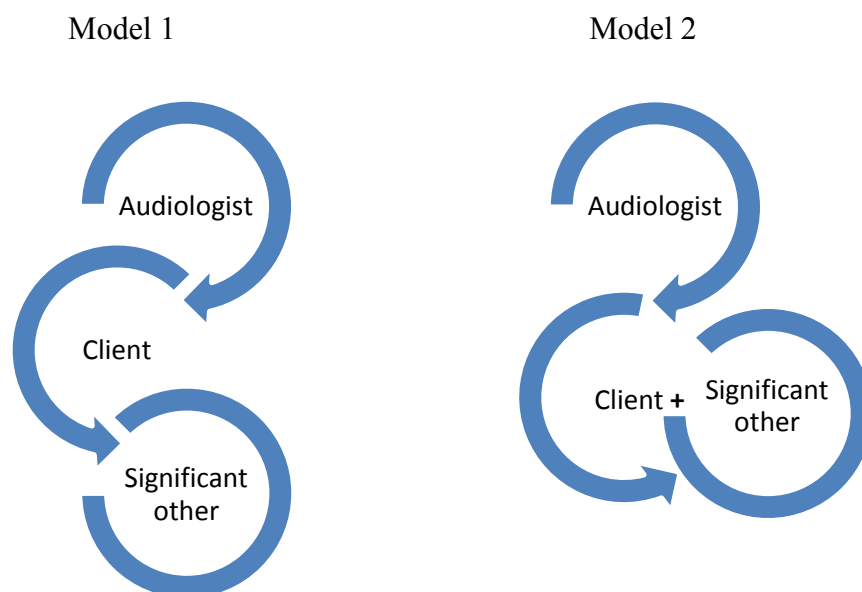 Model 1
Model 2
Audiologist
Client
Significant
other
Audiologist
Client +
Significant
other